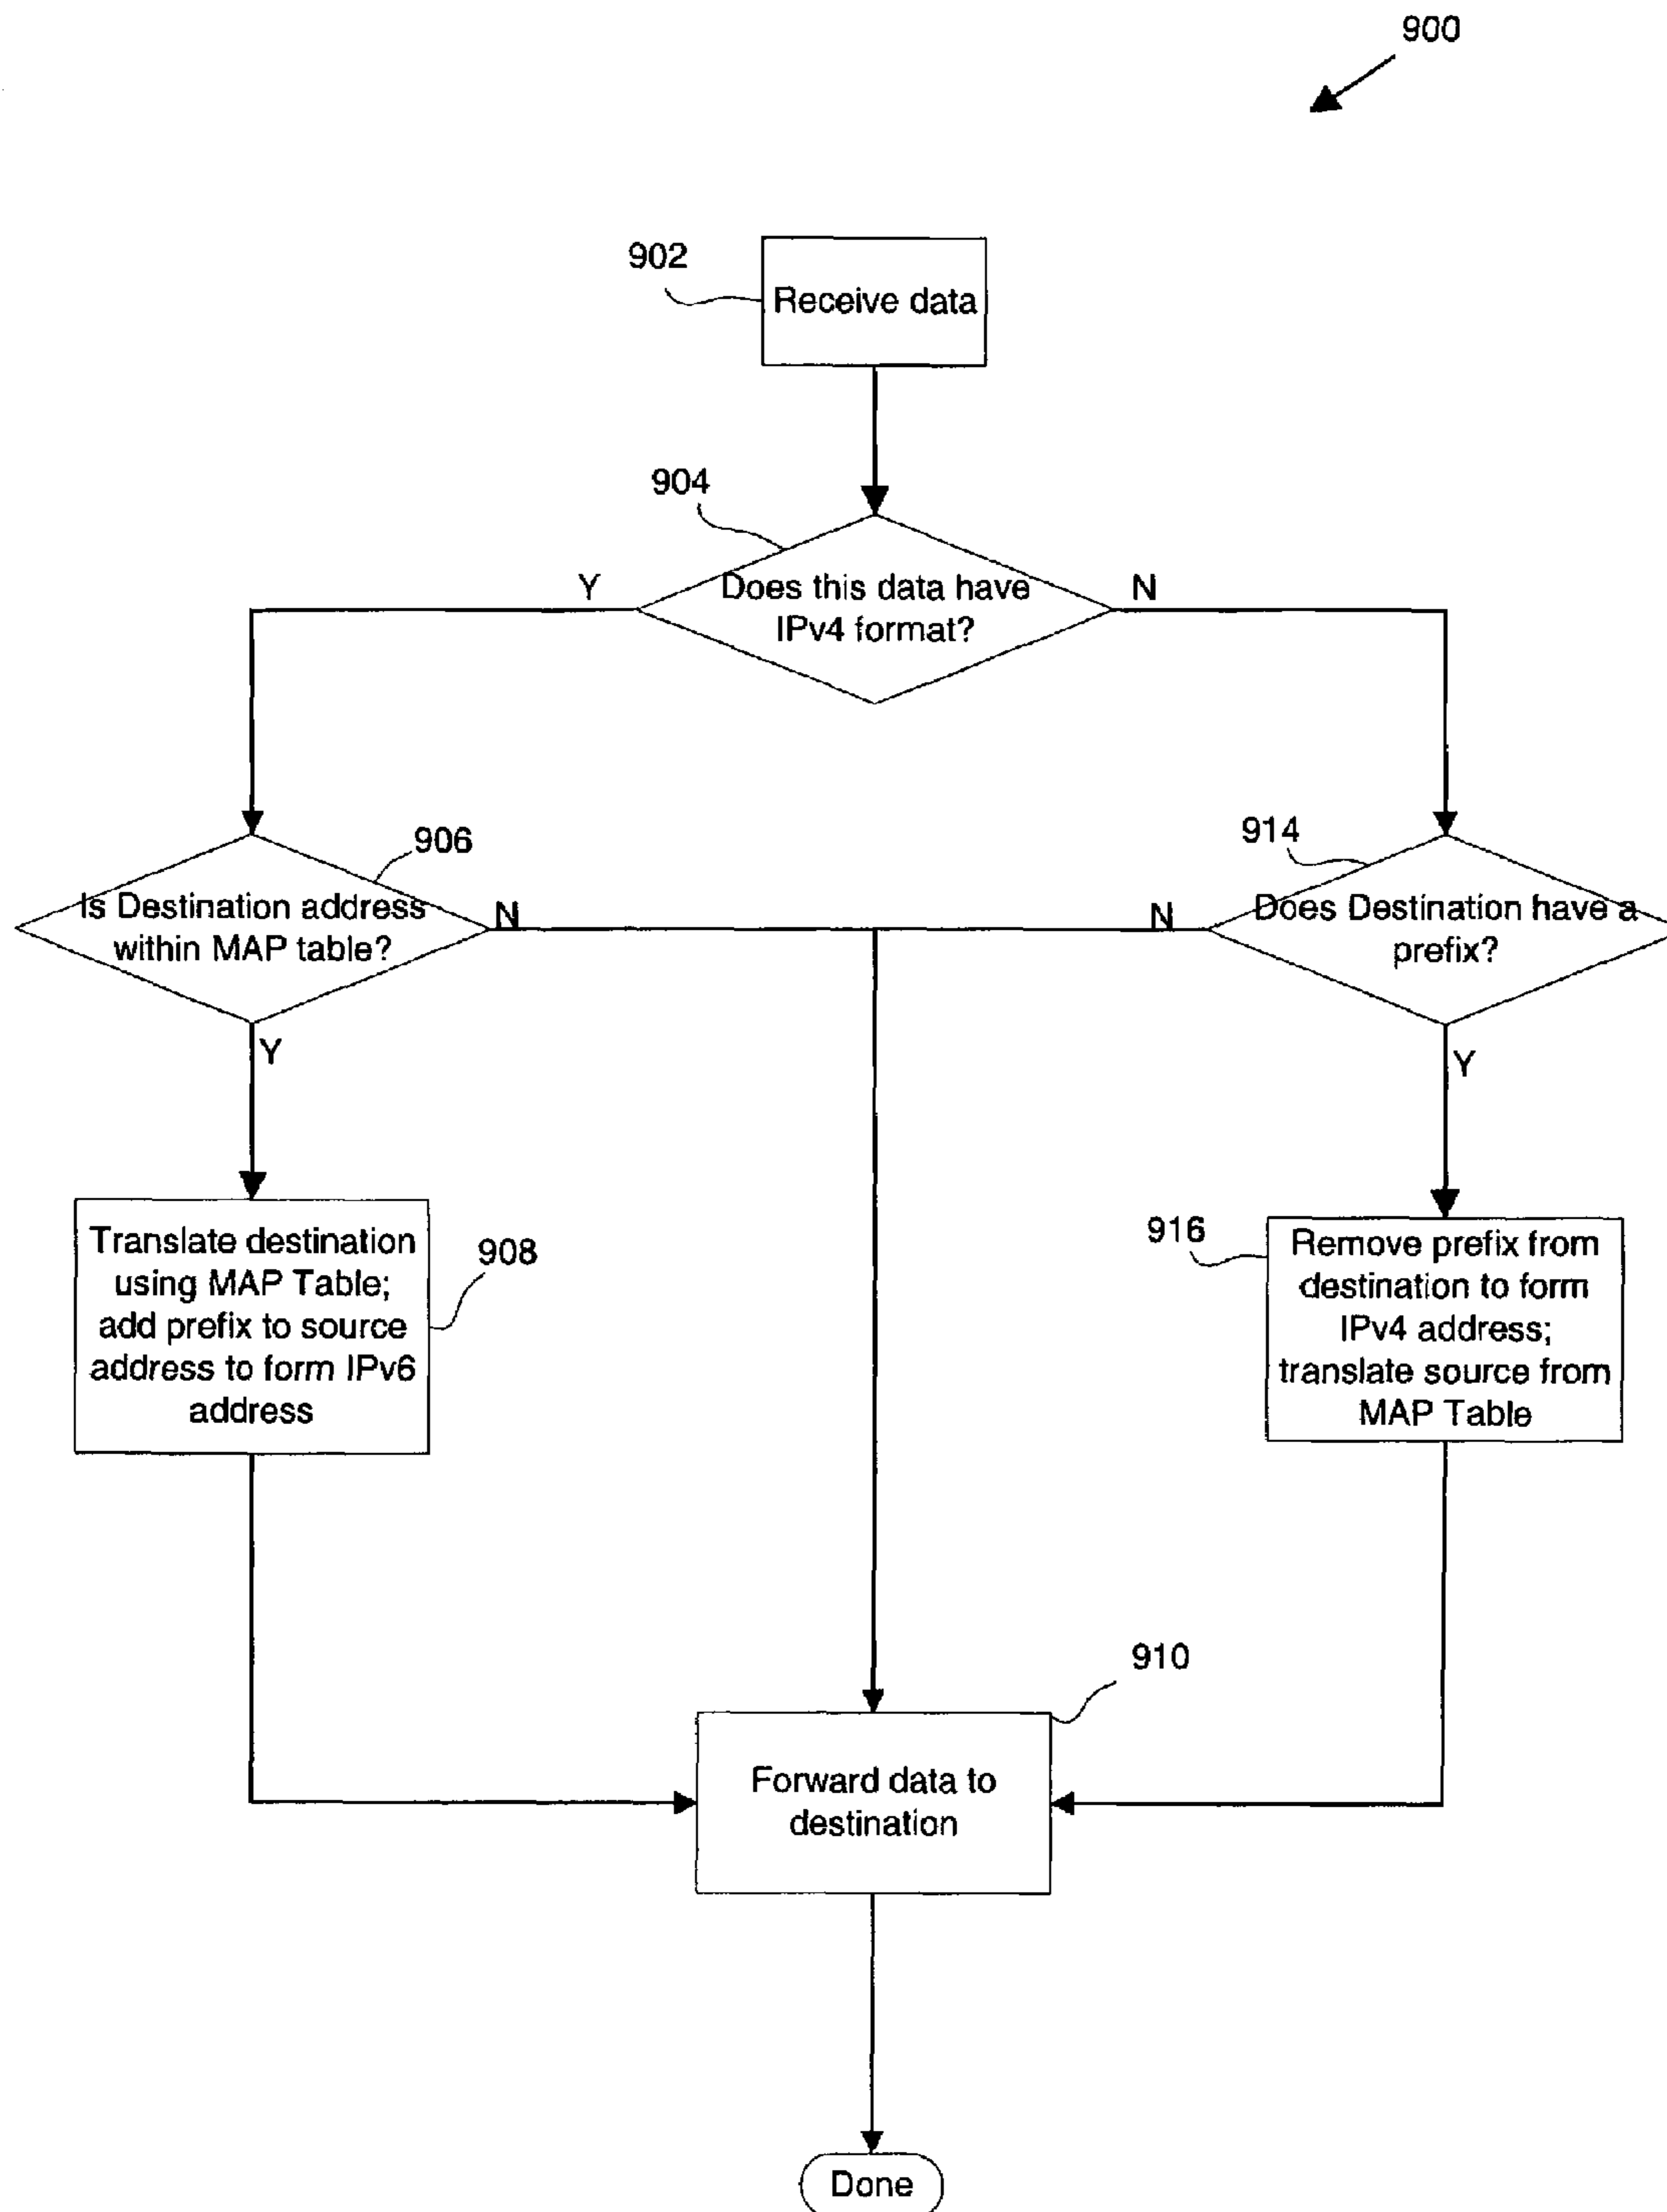 900
902
Receive data
904
Y
Does this data have
IPv4 format?
N
906
Is Destination address
within MAP table?
N
Y
914
N
Does Destination have a
prefix?
Y
Translate destination
using MAP Table;
add prefix to source
address to form IPv6
address
908
916
Remove prefix from
destination to form
IPv4 address;
translate source from
MAP Table
910
Forward data to
destination
Done